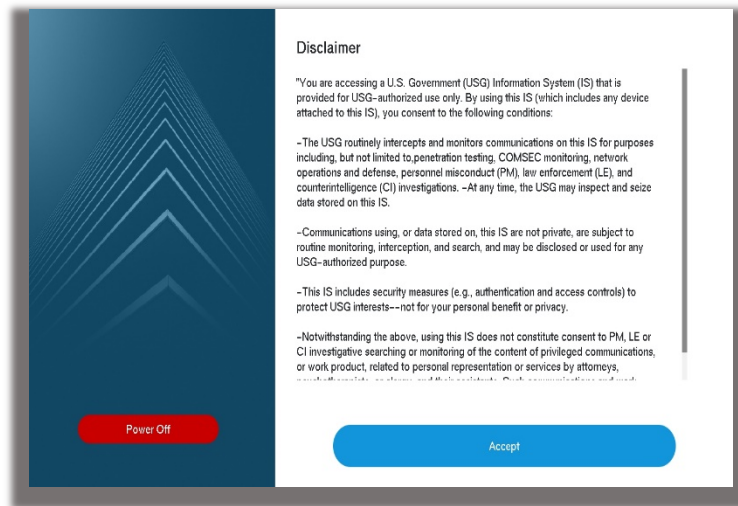 Disclaimer
"You are accessing a U.S. Government (USG) Information System (IS) that is
provided for USG-authorized use only. By using this IS (which includes any device
attached to this IS), you consent to the following conditions:
-The USG routinely intercepts and monitors communications on this IS for purposes
including, but not limited to,penetration testing, COMSEC monitoring, network
operations and defense, personnel misconduct (PM), law enforcement (LE), and
counterintelligence (CI) investigations. -At any time, the USG may inspect and seize
data stored on this IS.
-Communications using, or data stored on, this IS are not private, are subject to
routine monitoring, interception, and search, and may be disclosed or used for any
USG-authorized purpose.
-This IS includes security measures (e.g., authentication and access controls) to
protect USG interests--not for your personal benefit or privacy.
-Notwithstanding the above, using this IS does not constitute consent to PM, LE or
CI investigative searching or monitoring of the content of privileged communications,
or work product, related to personal representation or services by attorneys,
Power Off
Accept